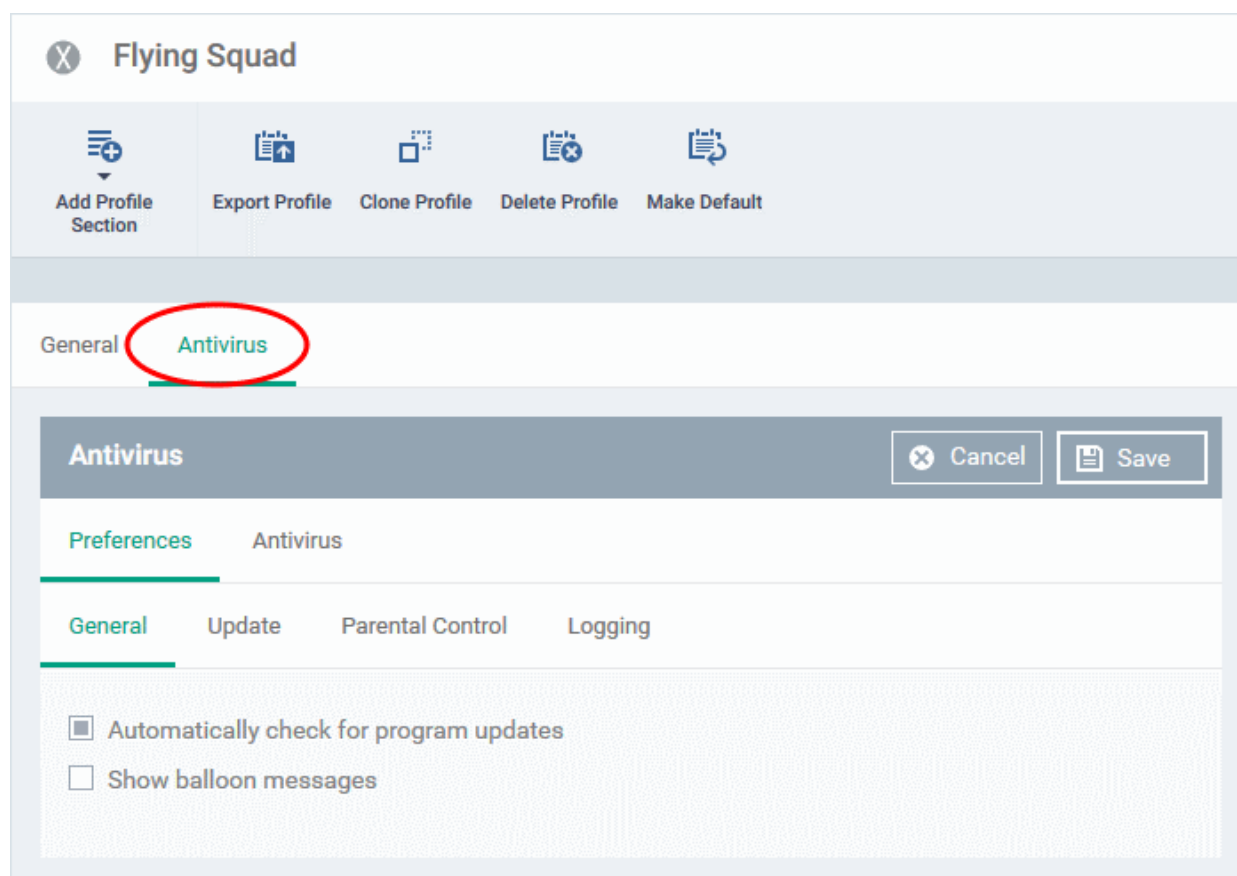 X Flying Squad
Add Profile
Section
Export Profile
Clone Profile
Delete Profile
Make Default
General
Antivirus
Antivirus
Cancel
Save
Preferences
Antivirus
General
Update
Parental Control
Logging
Automatically check for program updates
Show balloon messages